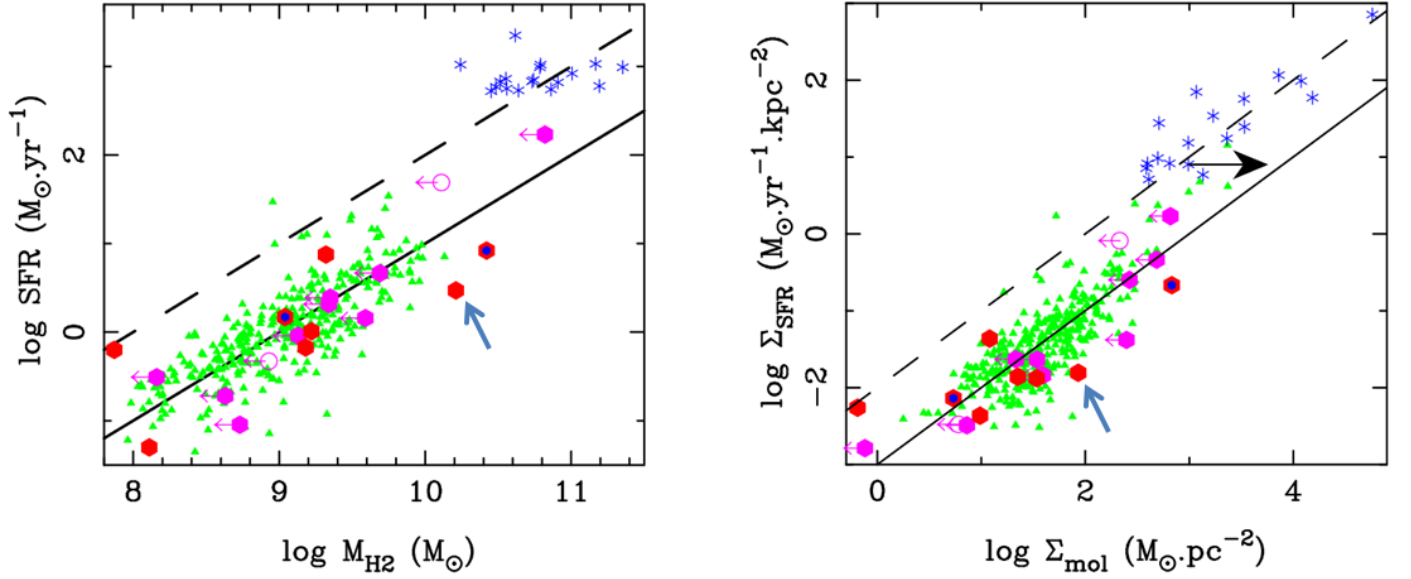 log SFR (M⊙.yr⁻¹)
2
0
8 9 10 11
log M_H2 (M⊙)
log Σ_SFR (M⊙.yr⁻¹.kpc⁻²)
2
0
−2
0 2 4
log Σ_mol (M⊙.pc⁻²)